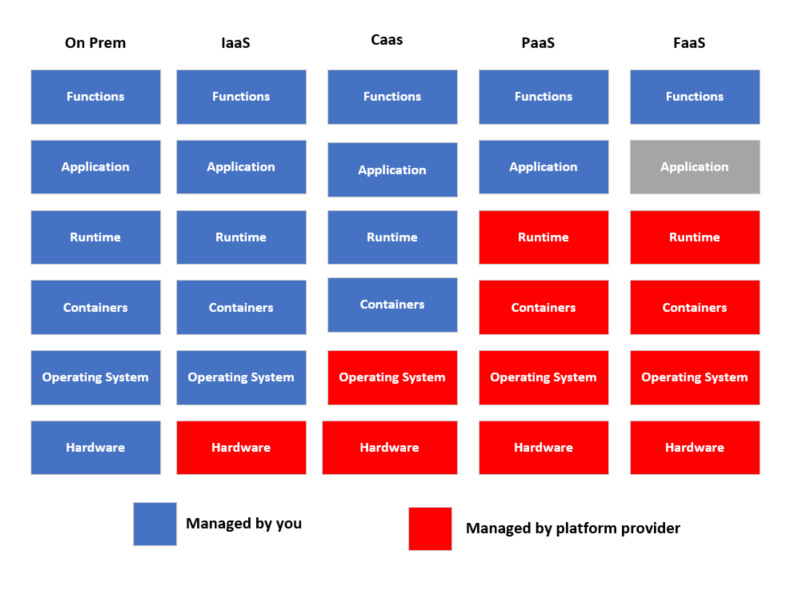 On Prem IaaS Caas PaaS FaaS
Functions Functions Functions Functions Functions
Application Application Application Application Application
Runtime Runtime Runtime Runtime Runtime
Containers Containers Containers Containers Containers
Operating System Operating System Operating System Operating System Operating System
Hardware Hardware Hardware Hardware Hardware
Managed by you Managed by platform provider